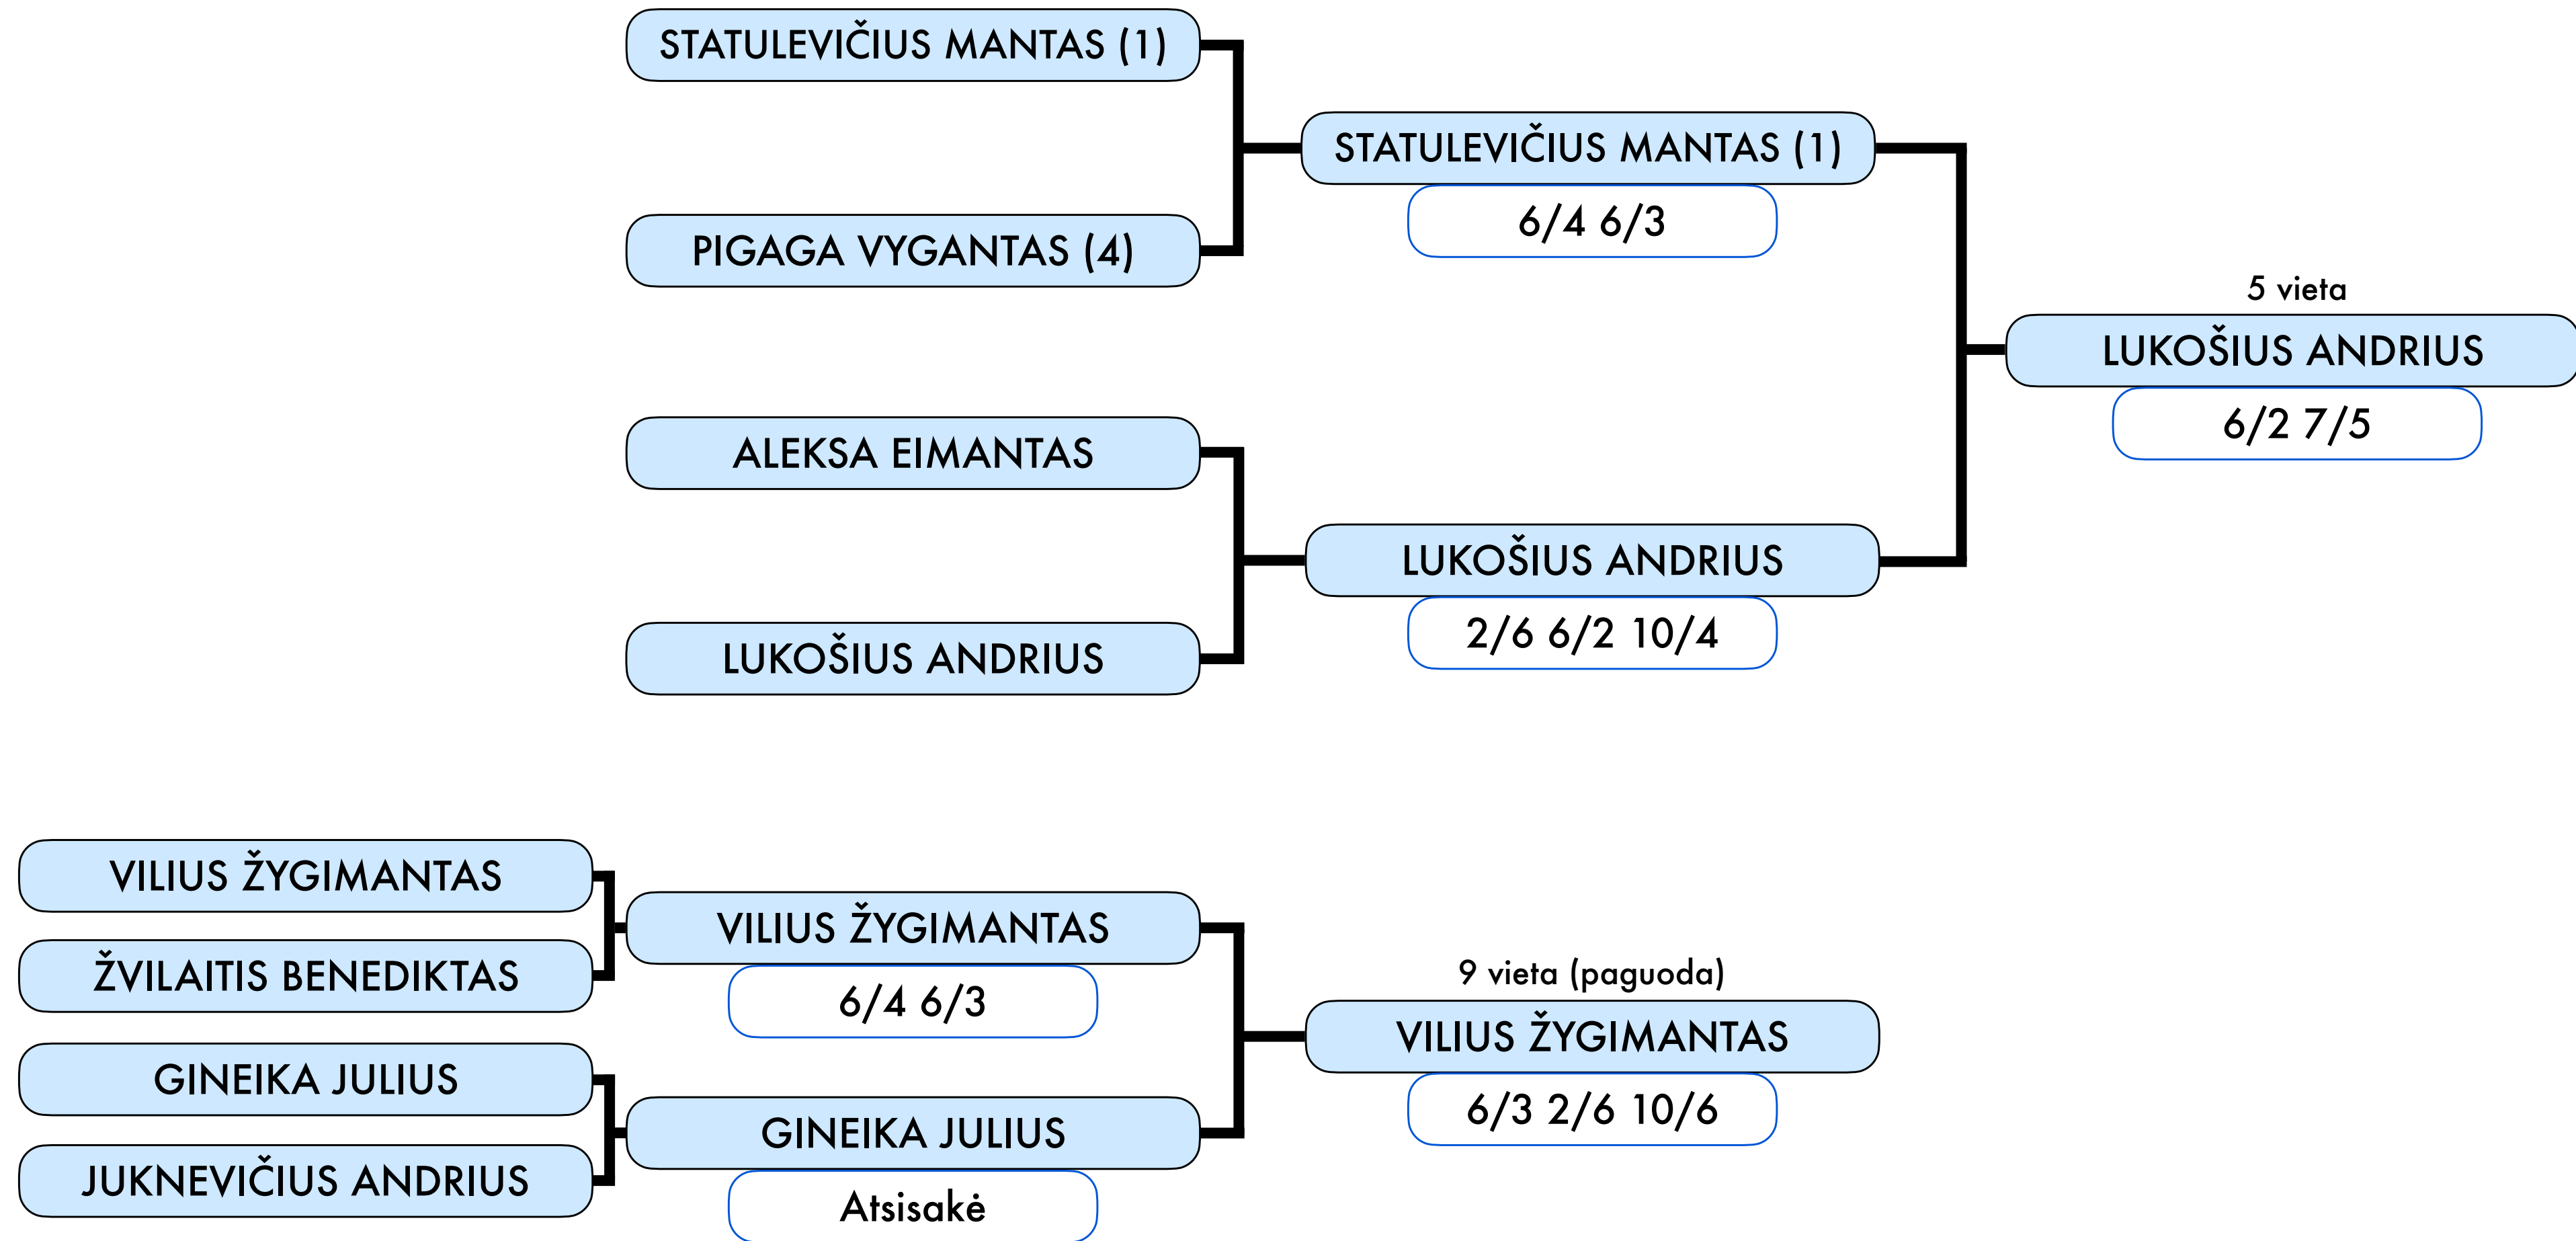 STATULEVIČIUS MANTAS (1)
STATULEVIČIUS MANTAS (1)
6/4 6/3
PIGAGA VYGANTAS (4)
5 vieta
LUKOŠIUS ANDRIUS
6/2 7/5
ALEKSA EIMANTAS
LUKOŠIUS ANDRIUS
2/6 6/2 10/4
LUKOŠIUS ANDRIUS
VILIUS ŽYGIMANTAS
VILIUS ŽYGIMANTAS
6/4 6/3
ŽVILAITIS BENEDIKTAS
9 vieta (paguoda)
VILIUS ŽYGIMANTAS
6/3 2/6 10/6
GINEIKA JULIUS
GINEIKA JULIUS
Atsisakė
JUKNEVIČIUS ANDRIUS